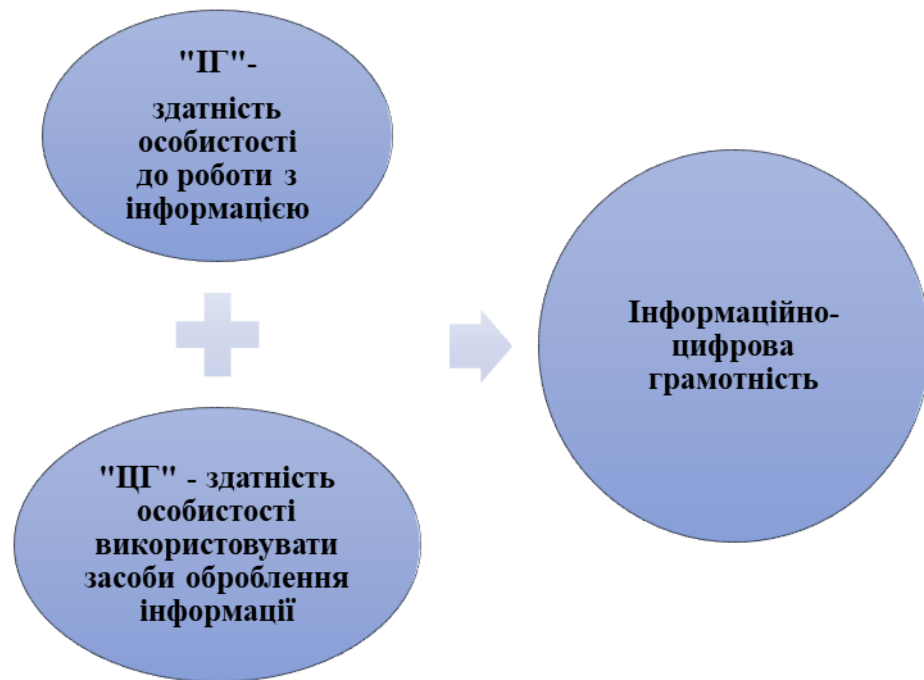 "ІГ"-
здатність
особистості
до роботи з
інформацією
"ЦГ" - здатність
особистості
використовувати
засоби оброблення
інформації
Інформаційно-
цифрова
грамотність